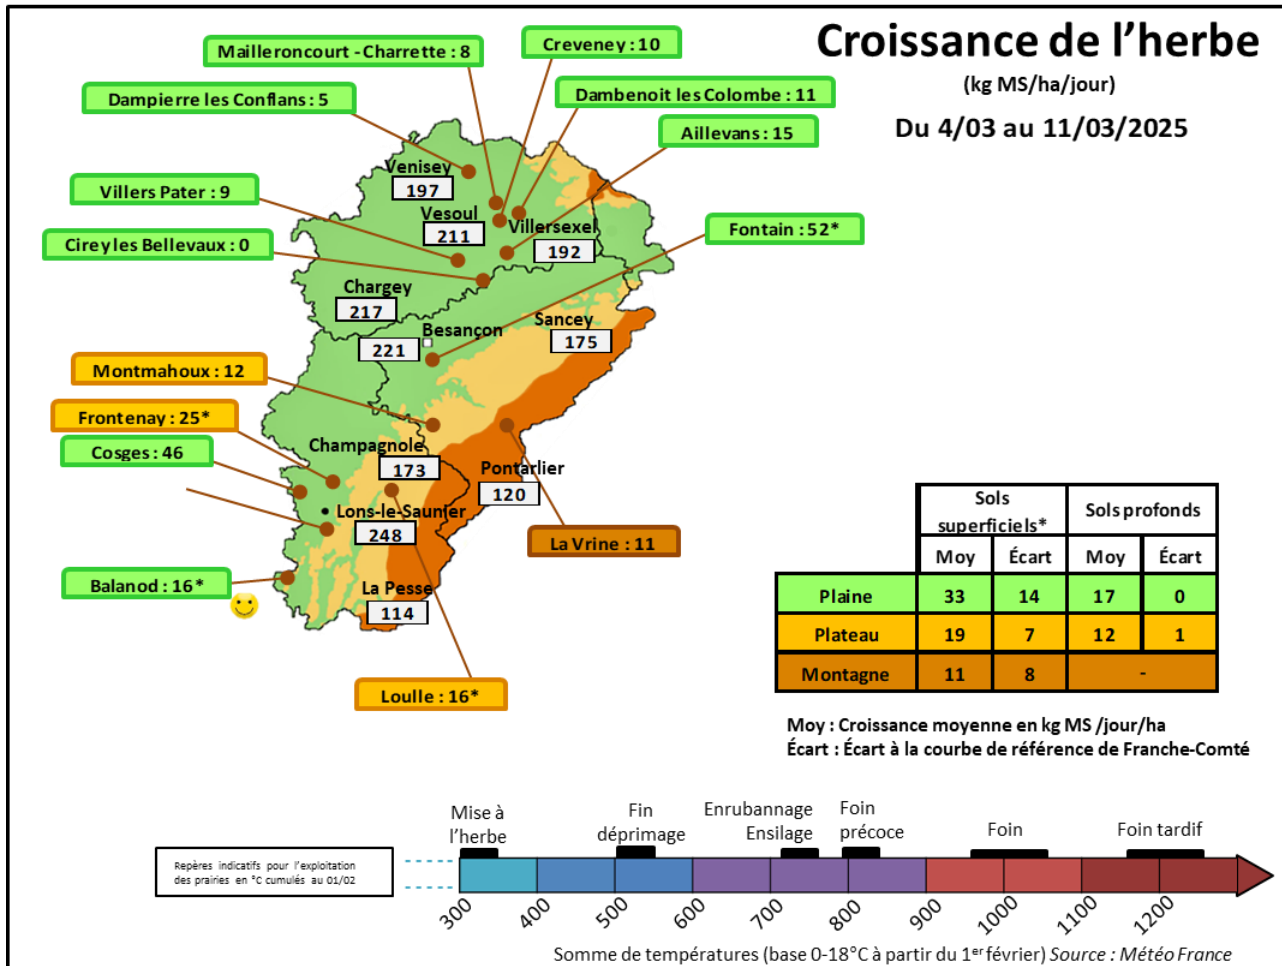 Croissance de l’herbe
(kg MS/ha/jour)
Du 4/03 au 11/03/2025
Mailleroncourt - Charrette : 8
Creveney : 10
Dampierre les Conflans : 5
Dambenoit les Colombe : 11
Aillevans : 15
Villers Pater : 9
Cirey les Bellevaux : 0
Fontain : 52*
Venisey
197
Vesoul
211
Villersexel
192
Chargey
217
Besançon
221
Sancey
175
Montmahoux : 12
Frontenay : 25*
Cosges : 46
Champagnole
173
Pontarlier
120
Lons-le-Saunier
248
La Vrine : 11
Balanod : 16*
La Pesse
114
Loulle : 16*
Sols superficiels* Sols profonds
Moy Écart Moy Écart
Plaine 33 14 17 0
Plateau 19 7 12 1
Montagne 11 8 -
Moy : Croissance moyenne en kg MS /jour/ha
Écart : Écart à la courbe de référence de Franche-Comté
Mise à l’herbe
Fin déprimage
Enrubannage Ensilage
Foin précoce
Foin
Foin tardif
Repères indicatifs pour l’exploitation
des prairies en °C cumulés au 01/02
300 400 500 600 700 800 900 1000 1100 1200
Somme de températures (base 0-18°C à partir du 1er février) Source : Météo France